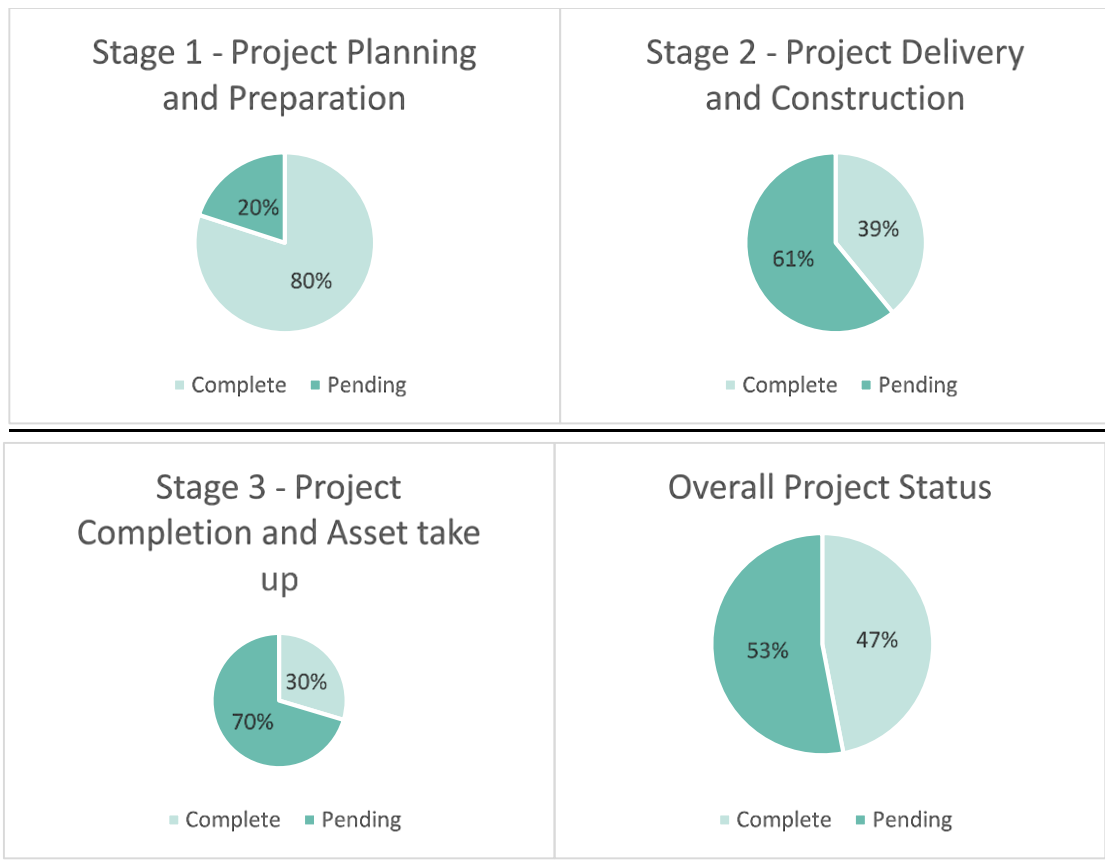 Stage 1 - Project Planning
and Preparation
20%
80%
Complete Pending
Stage 2 - Project Delivery
and Construction
39%
61%
Complete Pending
Stage 3 - Project
Completion and Asset take
up
30%
70%
Complete Pending
Overall Project Status
47%
53%
Complete Pending